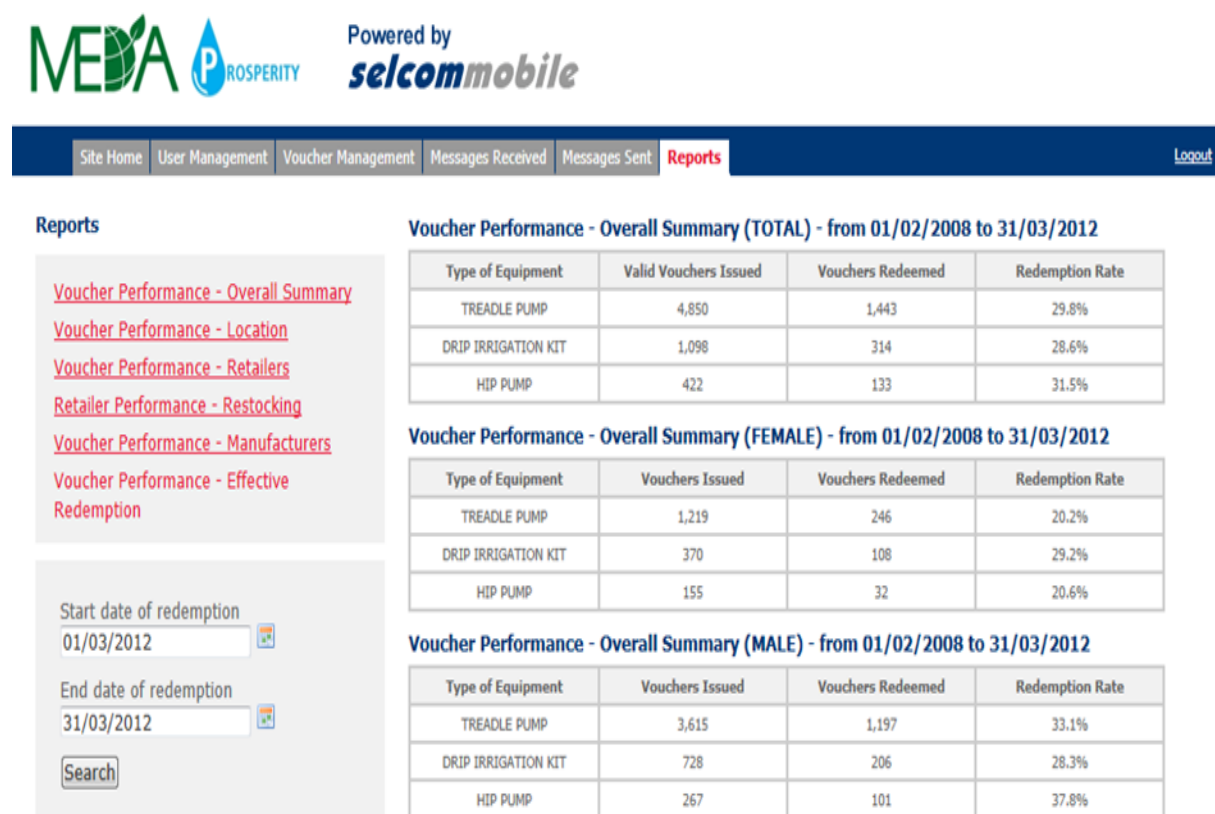 MEDA PROSPERITY
Powered by
selcommobile
Site Home User Management Voucher Management Messages Received Messages Sent Reports Logout
Reports
Voucher Performance - Overall Summary
Voucher Performance - Location
Voucher Performance - Retailers
Retailer Performance - Restocking
Voucher Performance - Manufacturers
Voucher Performance - Effective
Redemption
Start date of redemption
01/03/2012
End date of redemption
31/03/2012
Search
Voucher Performance - Overall Summary (TOTAL) - from 01/02/2008 to 31/03/2012
Type of Equipment Valid Vouchers Issued Vouchers Redeemed Redemption Rate
TREADLE PUMP 4,850 1,443 29.8%
DRIP IRRIGATION KIT 1,098 314 28.6%
HIP PUMP 422 133 31.5%
Voucher Performance - Overall Summary (FEMALE) - from 01/02/2008 to 31/03/2012
Type of Equipment Vouchers Issued Vouchers Redeemed Redemption Rate
TREADLE PUMP 1,219 246 20.2%
DRIP IRRIGATION KIT 370 108 29.2%
HIP PUMP 155 32 20.6%
Voucher Performance - Overall Summary (MALE) - from 01/02/2008 to 31/03/2012
Type of Equipment Vouchers Issued Vouchers Redeemed Redemption Rate
TREADLE PUMP 3,615 1,197 33.1%
DRIP IRRIGATION KIT 728 206 28.3%
HIP PUMP 267 101 37.8%